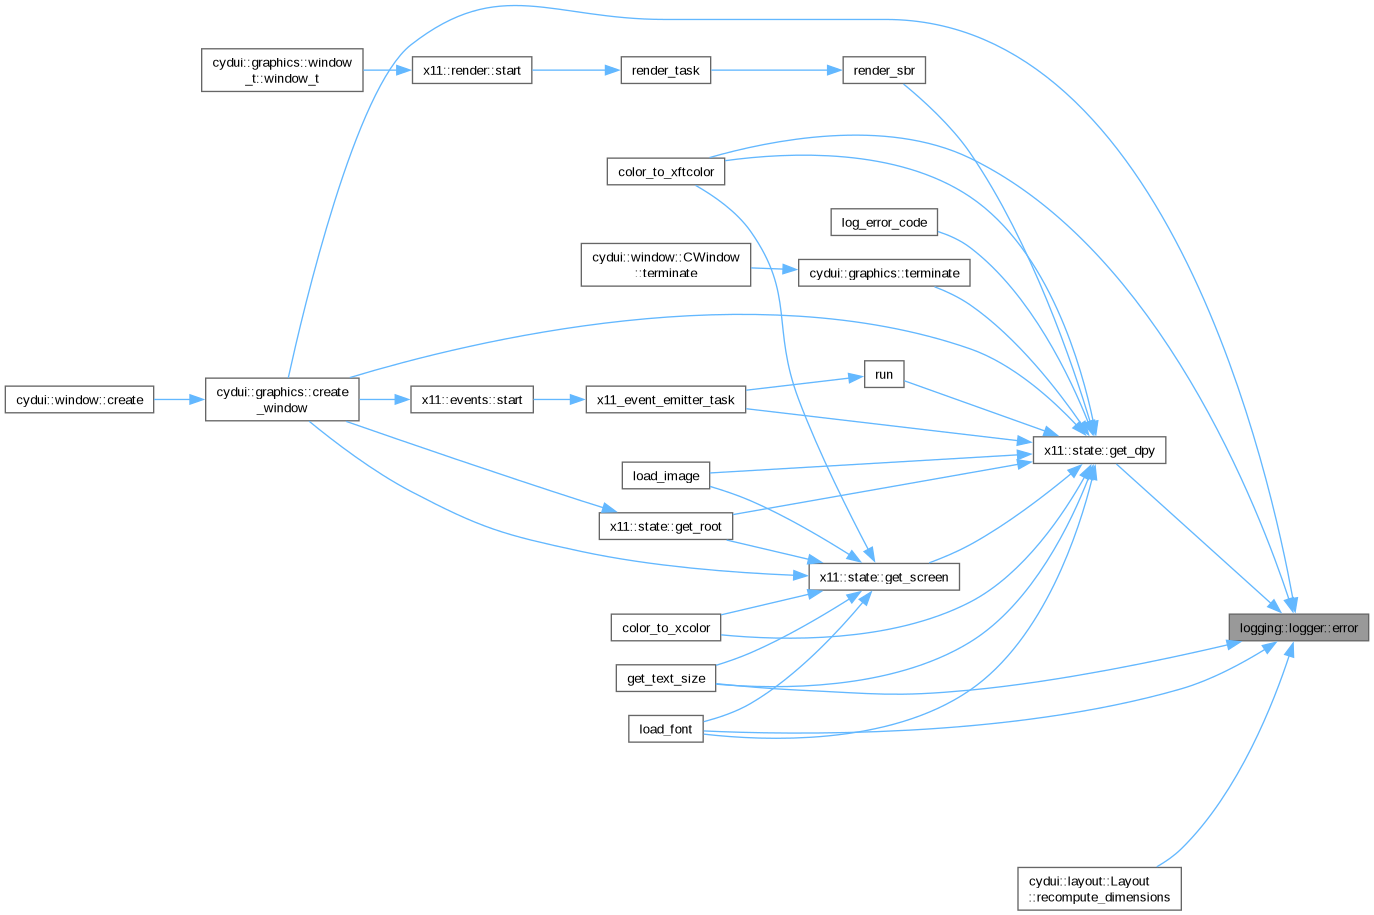 cydui::graphics::window
_t::window_t
x11::render::start
render_task
render_sbr
color_to_xftcolor
log_error_code
cydui::window::CWindow
::terminate
cydui::graphics::terminate
run
cydui::window::create
cydui::graphics::create
_window
x11::events::start
x11_event_emitter_task
x11::state::get_dpy
load_image
x11::state::get_root
x11::state::get_screen
color_to_xcolor
logging::logger::error
get_text_size
load_font
cydui::layout::Layout
::recompute_dimensions